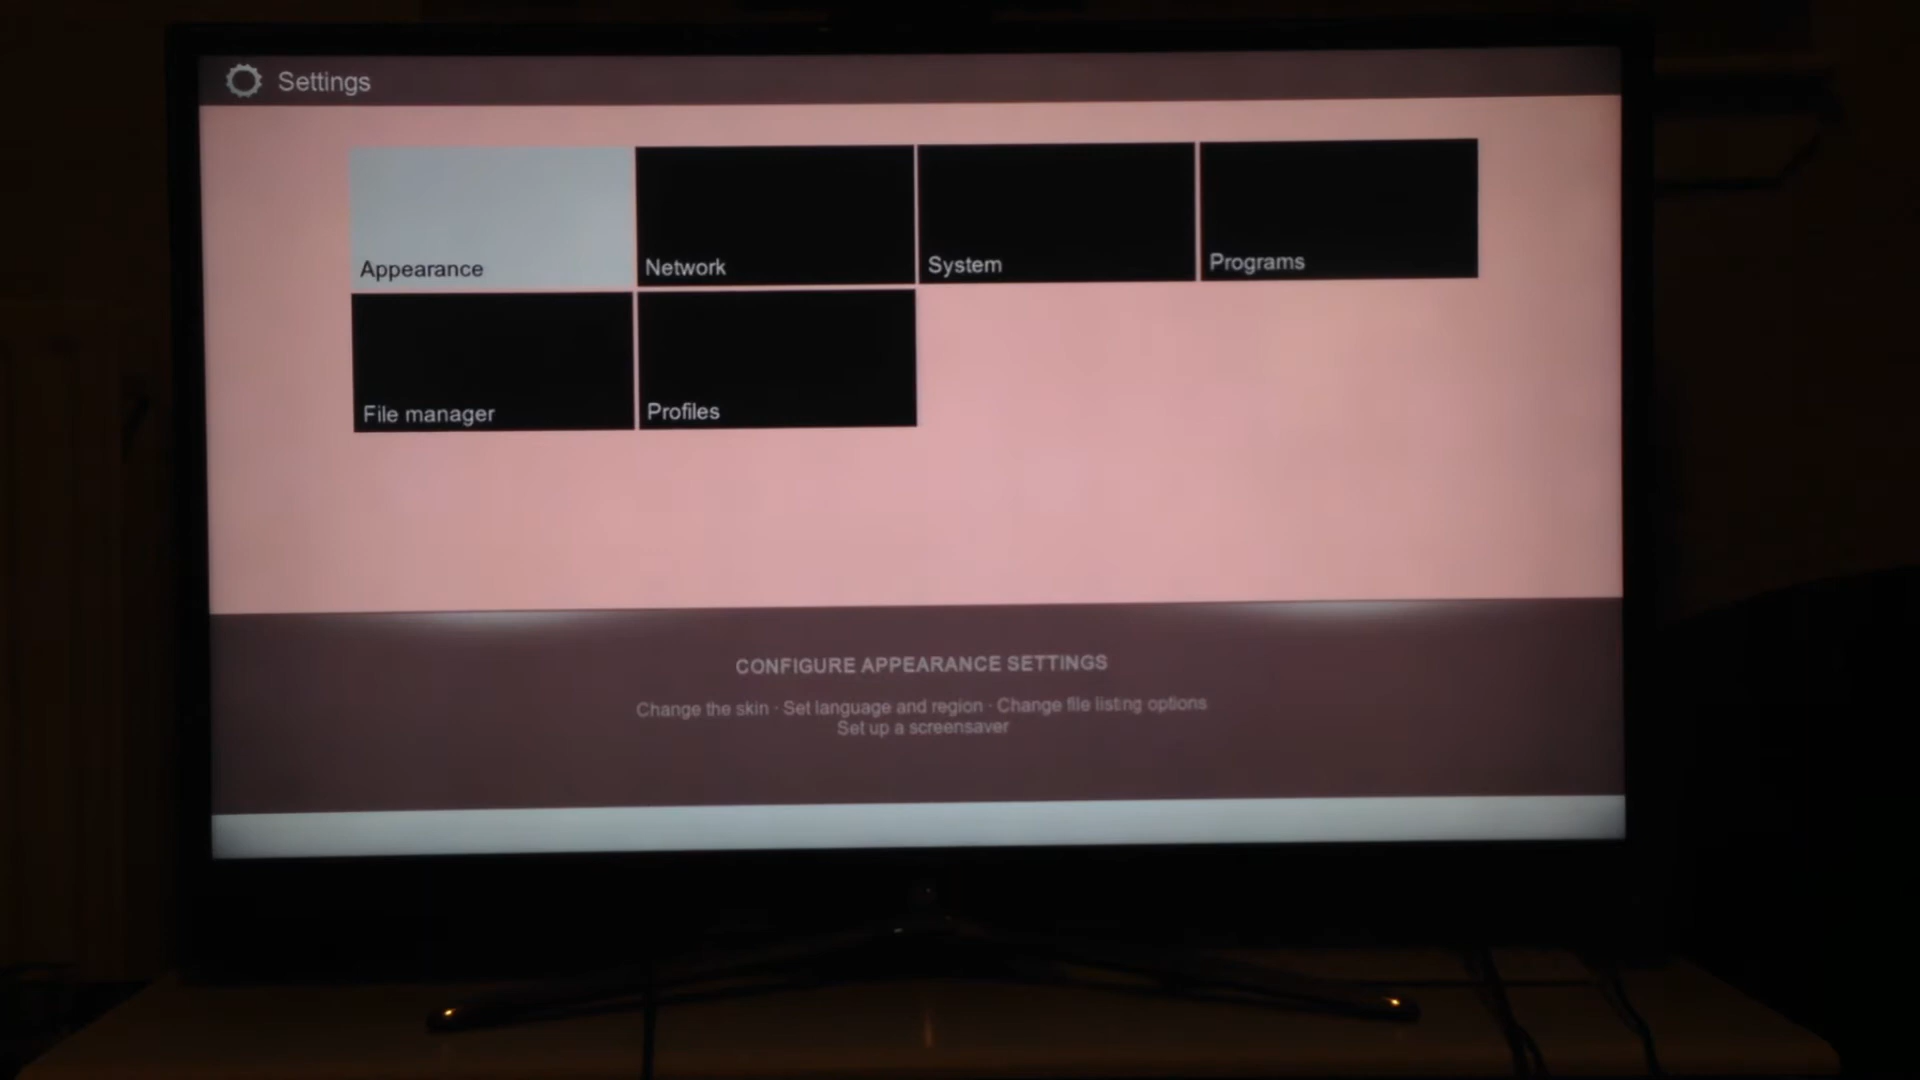 Settings
Appearance
Network
System
Programs
File manager
Profiles
CONFIGURE APPEARANCE SETTINGS
Change the skin · Set language and region · Change file listing options
Set up a screensaver